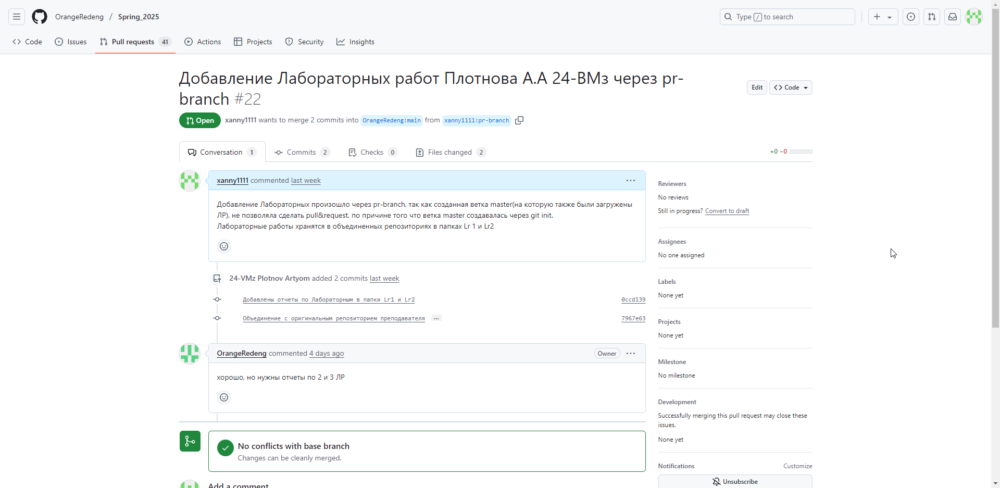 OrangeRedeng / Spring_2025
Type / to search
Code
Issues
Pull requests 41
Actions
Projects
Security
Insights
Добавление Лабораторных работ Плотнова А.А 24-ВМз через pr-
branch #22
Edit
Code
Open
xanny1111 wants to merge 2 commits into OrangeRedeng:main from xanny1111:pr-branch
Conversation 1
Commits 2
Checks 0
Files changed 2
+0 −0
xanny1111 commented last week
Добавление Лабораторных произошло через pr-branch, так как созданная ветка master(на которую также были загружены
ЛР), не позволяла сделать pull&request, по причине того что ветка master создавалась через git init.
Лабораторные работы хранятся в объединенных репозиториях в папках Lr 1 и Lr2
24-VMz Plotnov Artyom added 2 commits last week
Добавлены отчеты по Лабораторным в папки Lr1 и Lr2 0ccd139
Объединение с оригинальным репозиторием преподавателя … 7967e63
OrangeRedeng commented 4 days ago
Owner
хорошо, но нужны отчеты по 2 и 3 ЛР
No conflicts with base branch
Changes can be cleanly merged.
Add a comment
Reviewers
No reviews
Still in progress? Convert to draft
Assignees
No one assigned
Labels
None yet
Projects
None yet
Milestone
No milestone
Development
Successfully merging this pull request may close these
issues.
None yet
Notifications
Customize
Unsubscribe